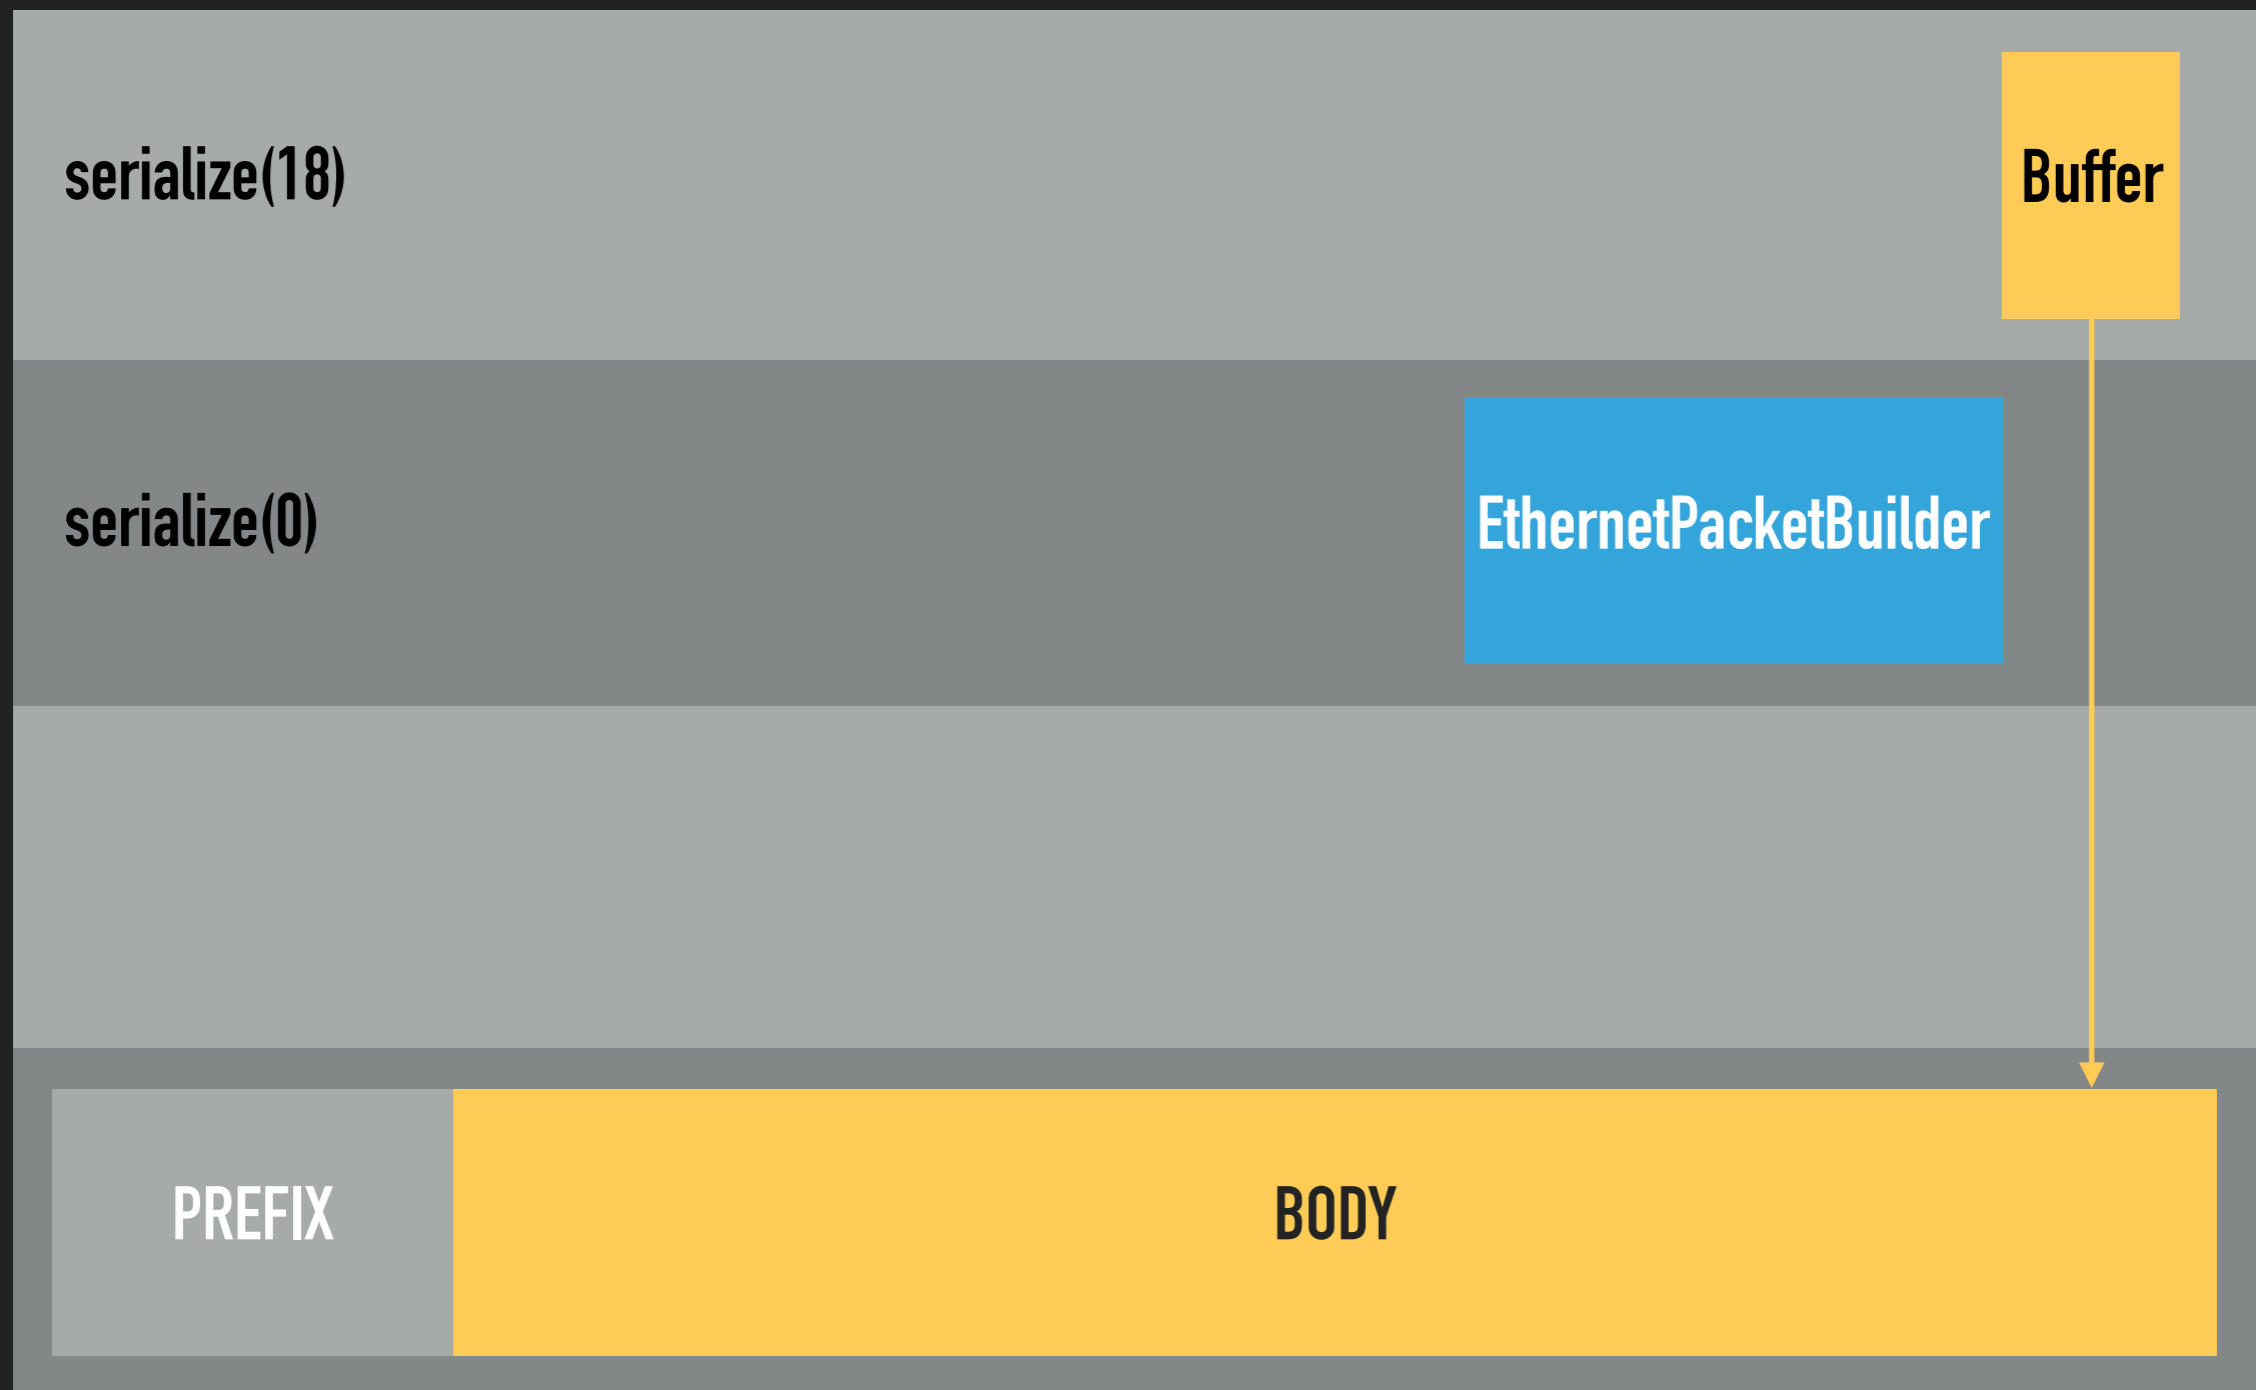 serialize(18)
Buffer
serialize(0)
EthernetPacketBuilder
PREFIX
BODY